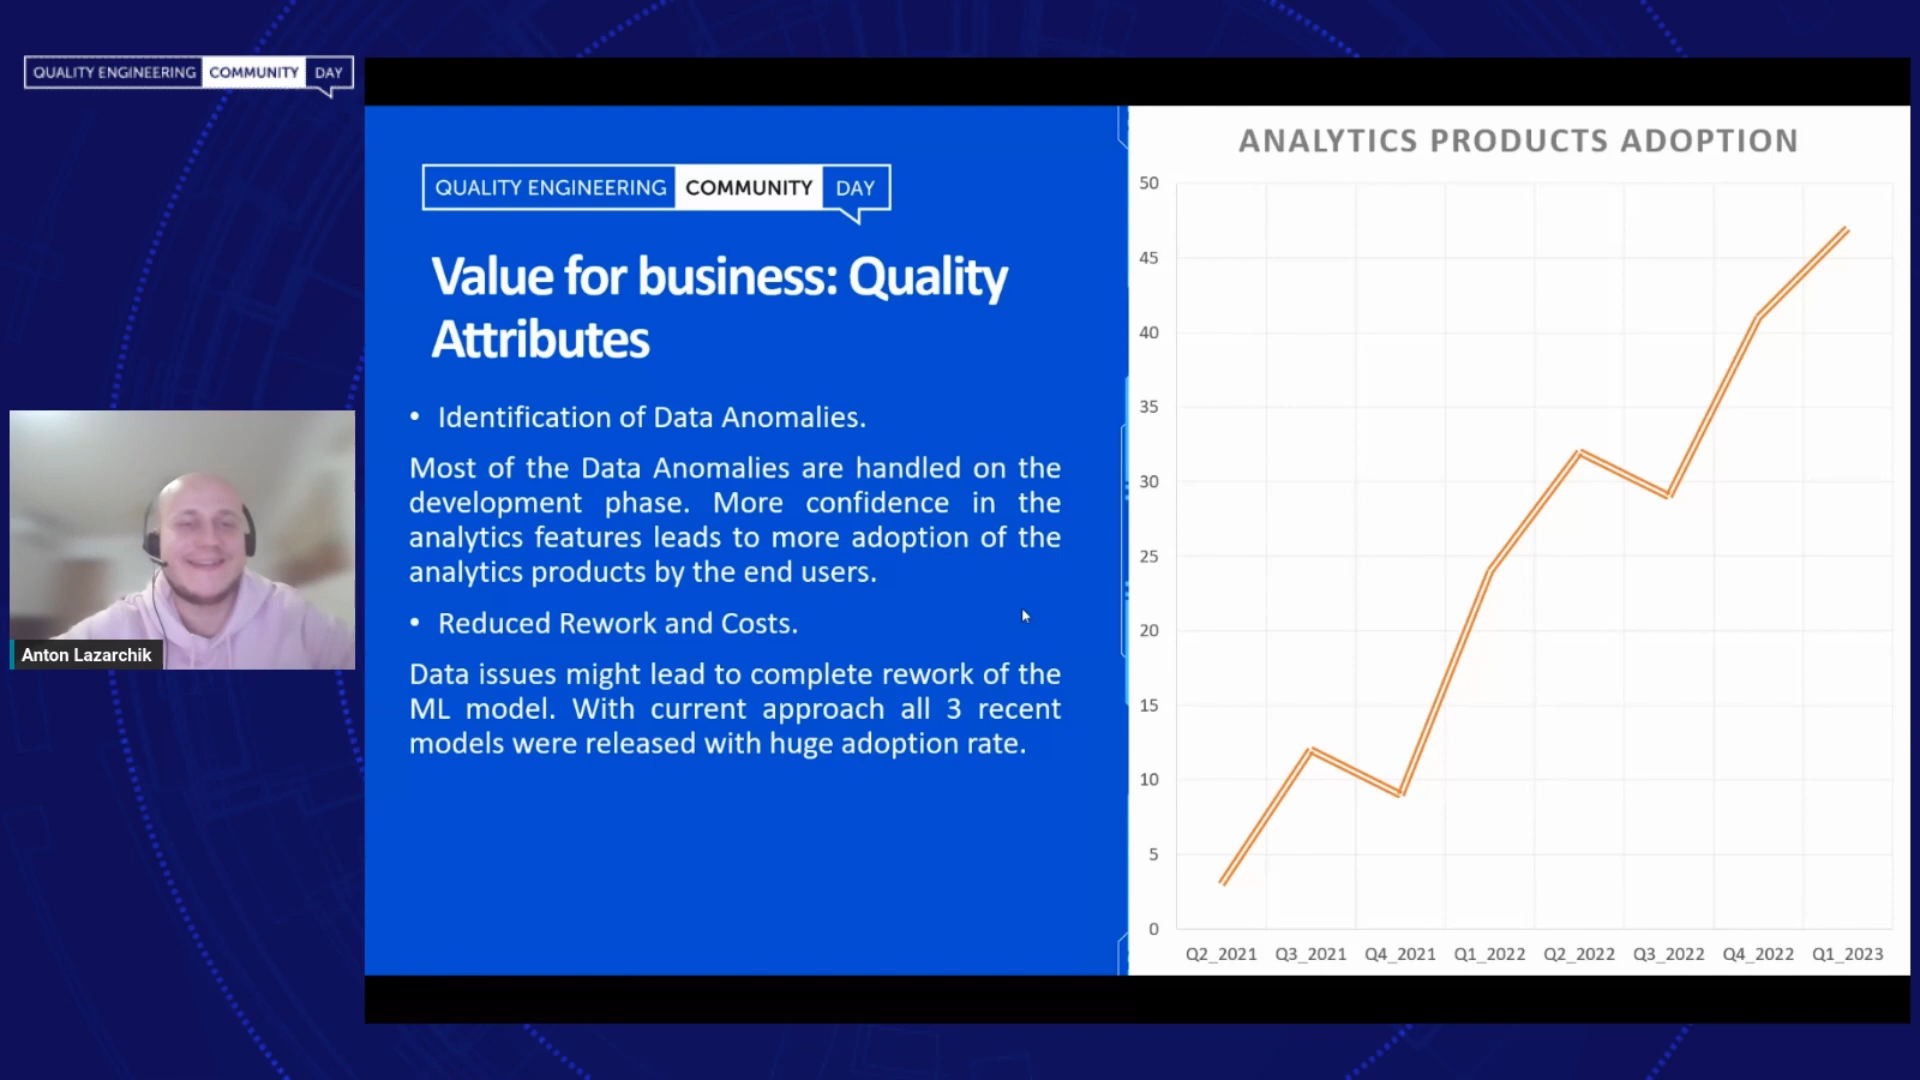 QUALITY ENGINEERING COMMUNITY DAY
Anton Lazarchik
QUALITY ENGINEERING COMMUNITY DAY
Value for business: Quality
Attributes
• Identification of Data Anomalies.
Most of the Data Anomalies are handled on the
development phase. More confidence in the
analytics features leads to more adoption of the
analytics products by the end users.
• Reduced Rework and Costs.
Data issues might lead to complete rework of the
ML model. With current approach all 3 recent
models were released with huge adoption rate.
ANALYTICS PRODUCTS ADOPTION
50
45
40
35
30
25
20
15
10
5
0
Q2_2021 Q3_2021 Q4_2021 Q1_2022 Q2_2022 Q3_2022 Q4_2022 Q1_2023